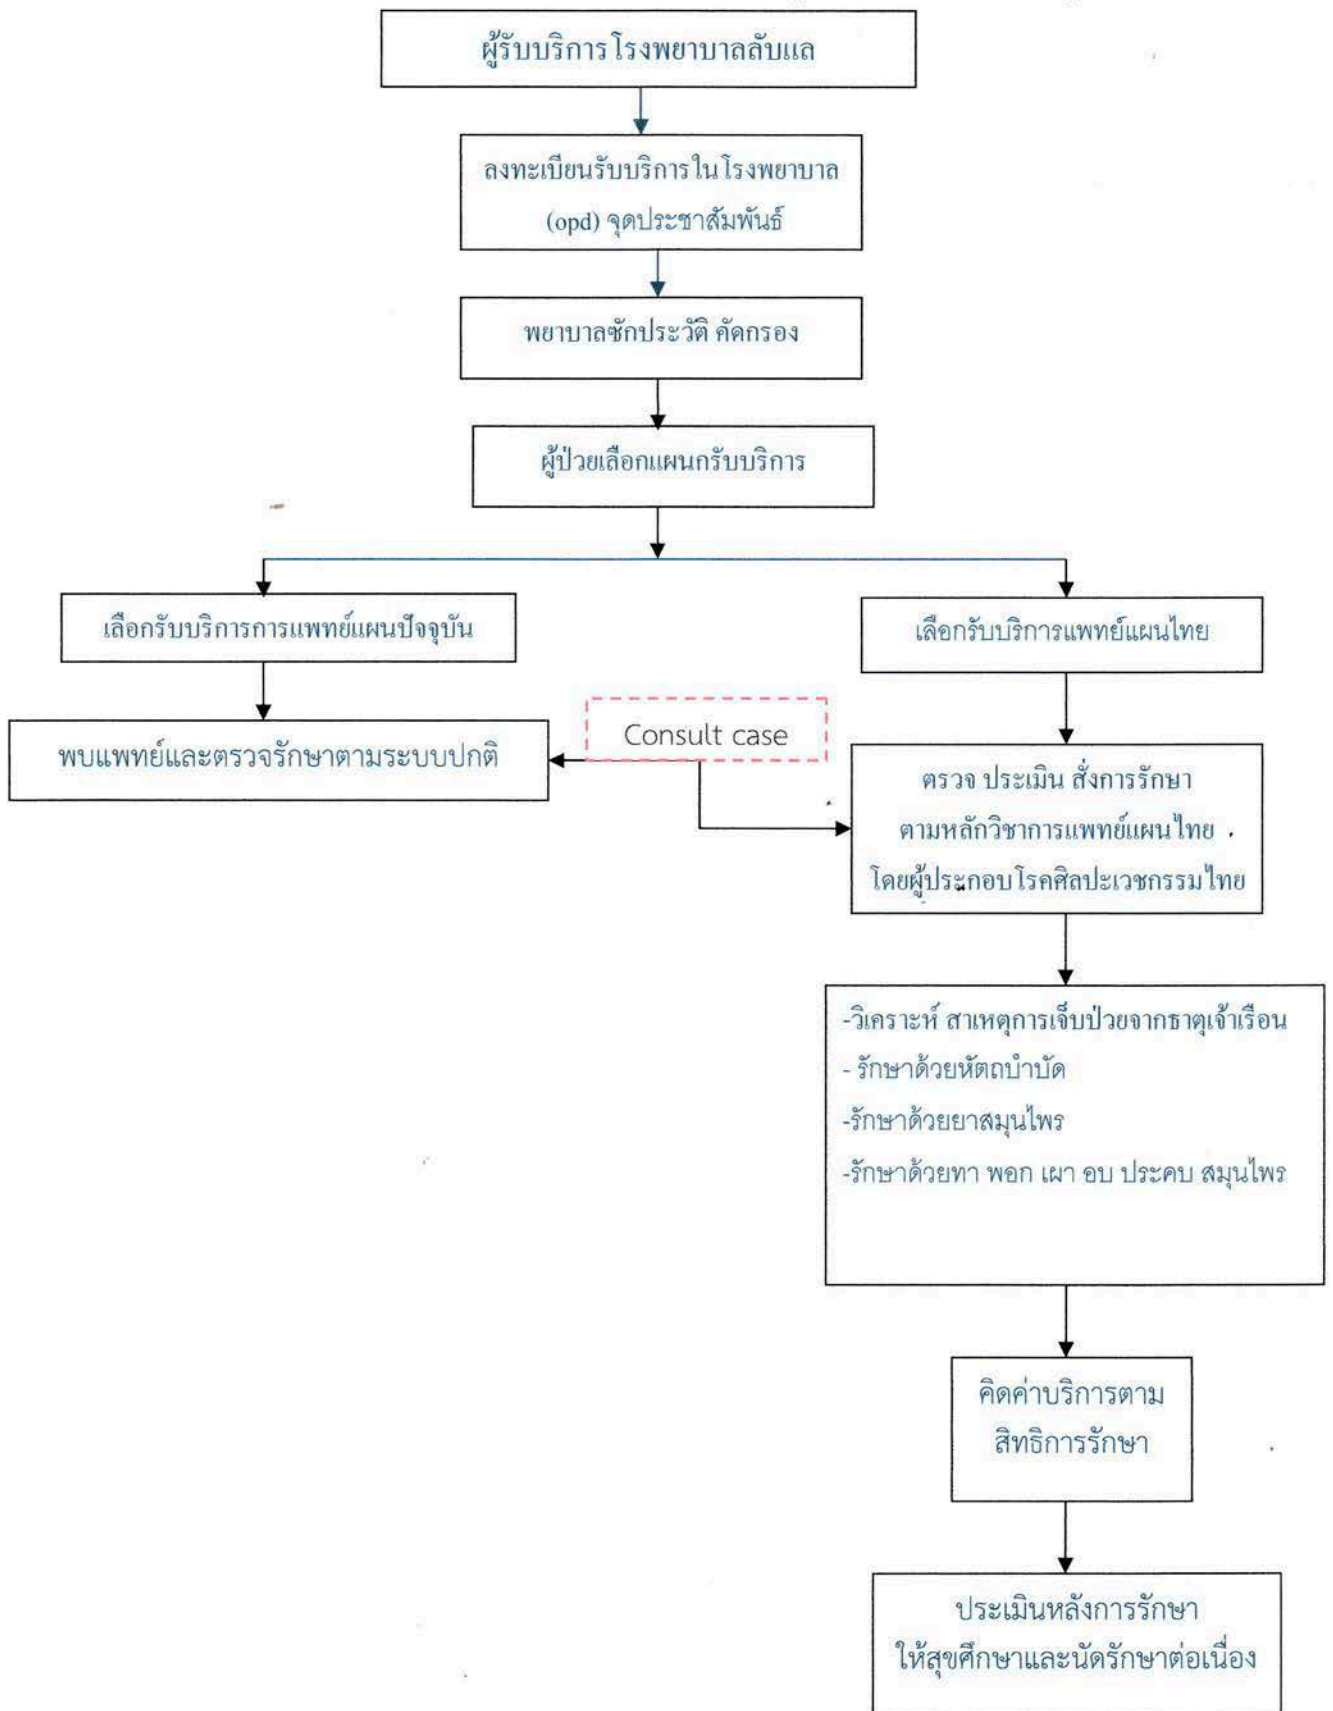 ผู้รับบริการโรงพยาบาลลับแล
ลงทะเบียนรับบริการในโรงพยาบาล
(opd) จุดประชาสัมพันธ์
พยาบาลซักประวัติ คัดกรอง
ผู้ป่วยเลือกแผนกรับบริการ
เลือกรับบริการการแพทย์แผนปัจจุบัน
เลือกรับบริการแพทย์แผนไทย
พบแพทย์และตรวจรักษาตามระบบปกติ
Consult case
ตรวจ ประเมิน สั่งการรักษา
ตามหลักวิชาการแพทย์แผนไทย
โดยผู้ประกอบโรคศิลปะเวชกรรมไทย
-วิเคราะห์ สาเหตุการเจ็บป่วยจากธาตุเจ้าเรือน
- รักษาด้วยหัตถบำบัด
-รักษาด้วยยาสมุนไพร
-รักษาด้วยทา พอก เผา อบ ประคบ สมุนไพร
คิดค่าบริการตาม
สิทธิการรักษา
ประเมินหลังการรักษา
ให้สุขศึกษาและนัดรักษาต่อเนื่อง